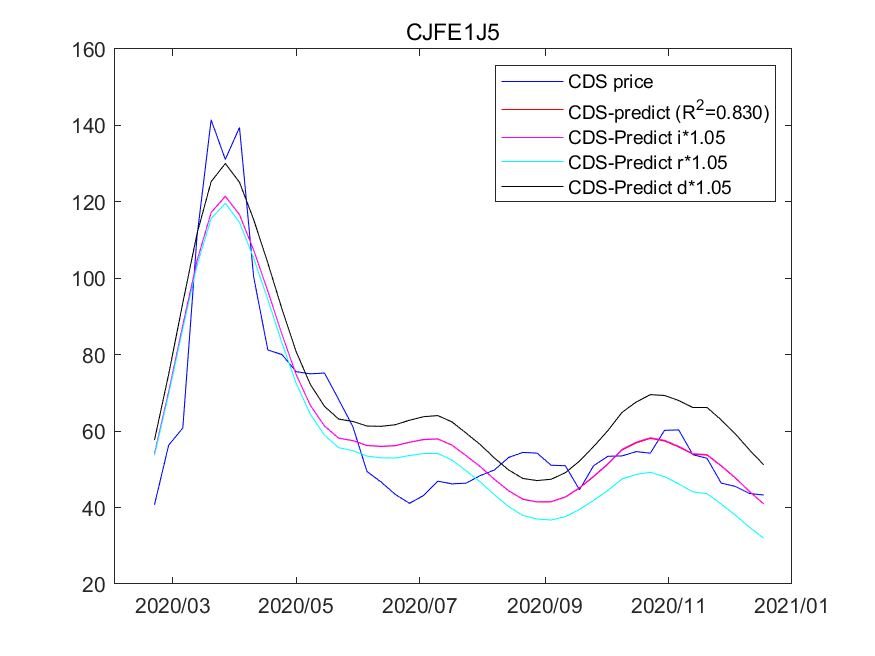 CJFE1J5
160
140
120
100
80
60
40
20
CDS price
CDS-predict (R²=0.830)
CDS-Predict i*1.05
CDS-Predict r*1.05
CDS-Predict d*1.05
2020/03 2020/05 2020/07 2020/09 2020/11 2021/01